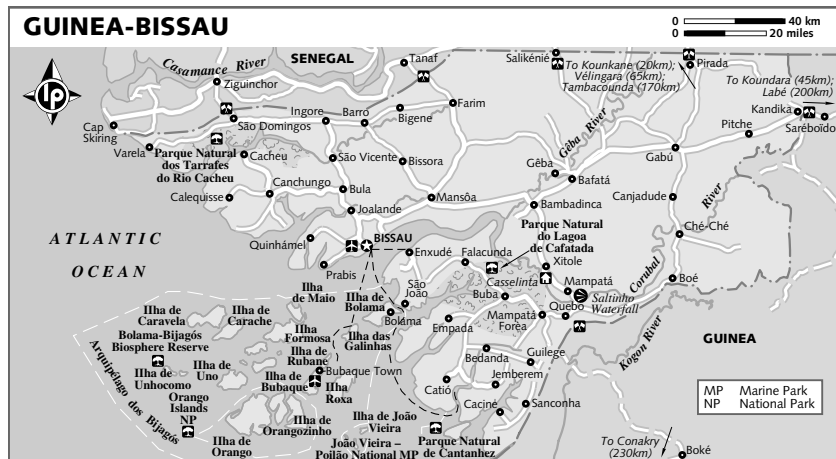 GUINEA-BISSAU
0 40 km
0 20 miles
lp
SENEGAL
Casamance River
Ziguinchor
Tanaf
Salikénié
To Kounkane (20km);
Vélingara (65km);
Tambacounda (170km)
Pirada
To Koundara (45km);
Labé (200km)
Kandika
Sareboïdo
Cap
Skiring
Varela
São Domingos
Ingore
Barro
Bigene
Farim
Gêba River
Pitche
Gabú
Parque Natural
dos Tarrafes
do Rio Cacheu
Cacheu
São Vicente
Bissora
Gêba
Bafatá
Calequisse
Canchungo
Bula
Mansôa
Bambadinca
Canjadude
River
Joalande
ATLANTIC
OCEAN
Quinhámel
BISSAU
Prabis
Enxudé
Falacunda
Parque Natural
do Lagoa
de Cafatada
Ché-Ché
Xitole
Corubal
Casselinta
Mampatá
Boé
Saltinho
Waterfall
São
João
Buba
Quebo
Ilha
de Maio
Ilha de
Bolama
Bolama
Empada
Mampatá
Forèa
Kogon River
GUINEA
Ilha de
Caravela
Ilha de
Carache
Bolama-Bijagós
Biosphere Reserve
Ilha
Formosa
Ilha das
Galinhas
Arquipélago dos Bijagós
Ilha de
Unhocomo
Ilha de
Uno
Ilha de
Rubane
Bubaque Town
Ilha de
Bubaque
Ilha
Roxa
Bedanda
Guilege
Jemberem
Catió
Caciné
Sanconha
Orango
Islands
NP
Ilha de
Orangozinho
Ilha de
Orango
Ilha de João
Vieira
João Vieira –
Poilão National MP
Parque Natural
de Cantanhez
MP Marine Park
NP National Park
To Conakry
(230km)
Boké